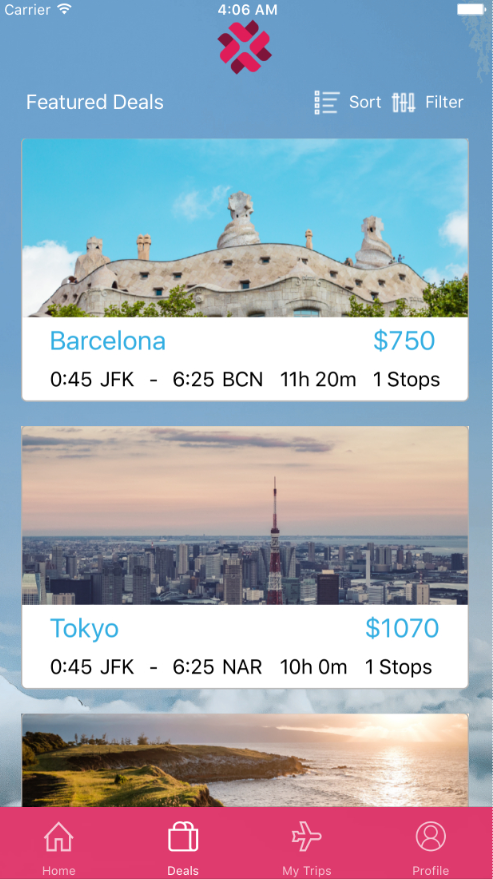 Carrier 4:06 AM
Featured Deals Sort Filter
Barcelona $750
0:45 JFK - 6:25 BCN 11h 20m 1 Stops
Tokyo $1070
0:45 JFK - 6:25 NAR 10h 0m 1 Stops
Home Deals My Trips Profile